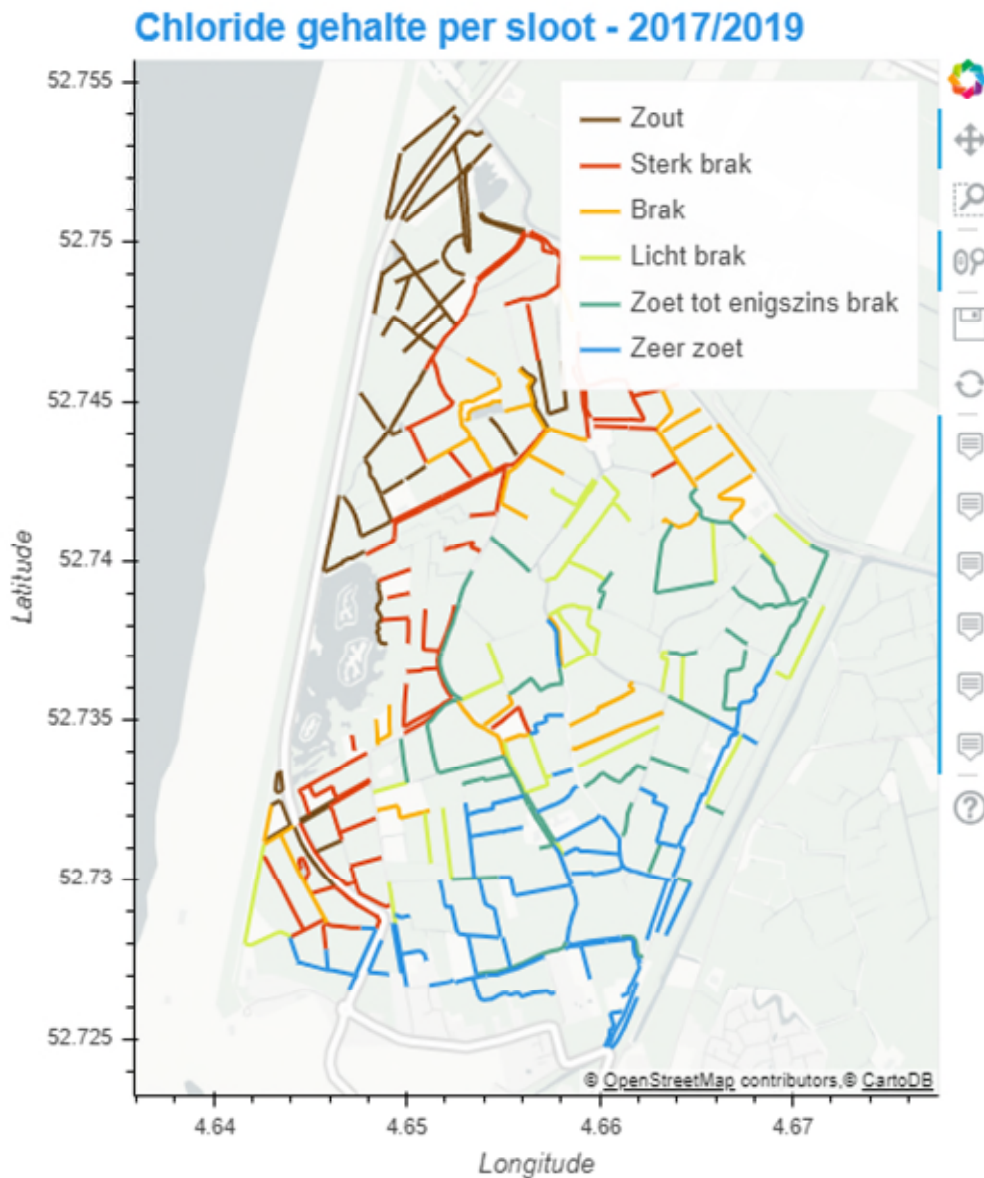 Chloride gehalte per sloot - 2017/2019
52.755
52.75
52.745
52.74
52.735
52.73
52.725
Latitude
Zout
Sterk brak
Brak
Licht brak
Zoet tot enigszins brak
Zeer zoet
© OpenStreetMap contributors,© CartoDB
4.64
4.65
4.66
4.67
Longitude